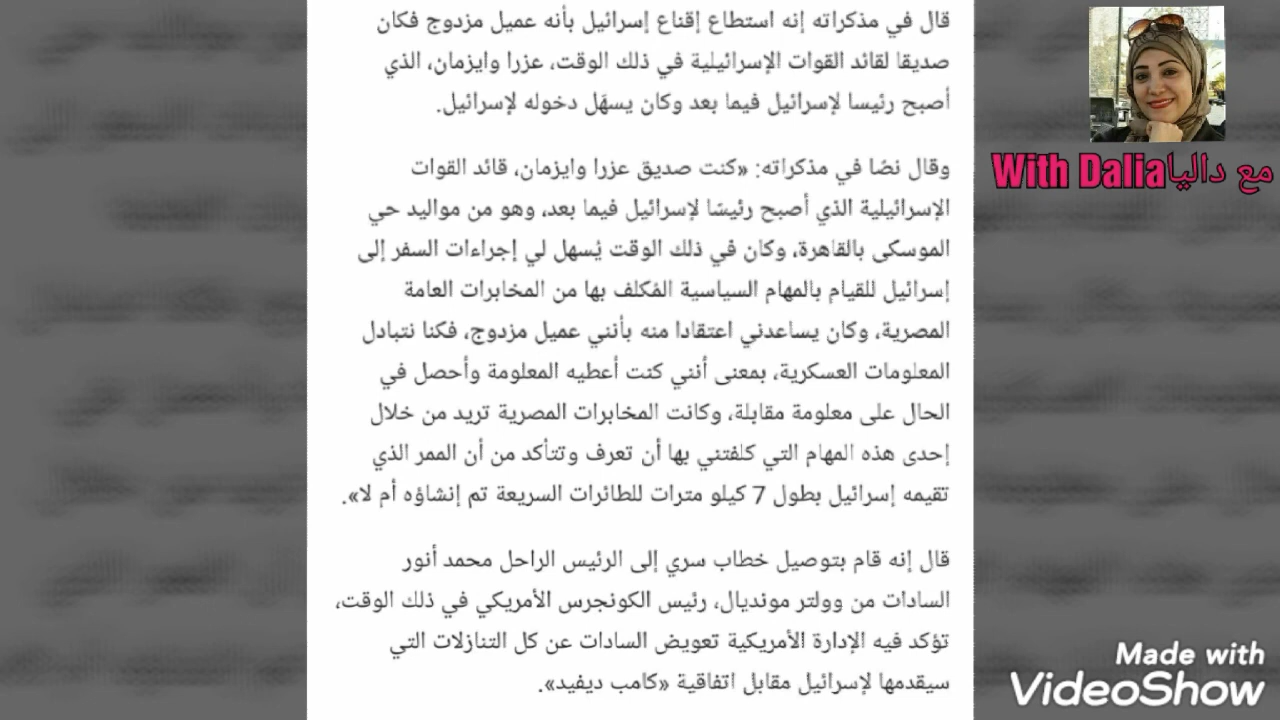 قال في مذكراته إنه استطاع إقناع إسرائيل بأنه عميل مزدوج فكان
صديقا لقائد القوات الإسرائيلية في ذلك الوقت، عزرا وايزمان، الذي
أصبح رئيسا لإسرائيل فيما بعد وكان يسهّل دخوله لإسرائيل.
وقال نصًا في مذكراته: «كنت صديق عزرا وايزمان، قائد القوات
الإسرائيلية الذي أصبح رئيسًا لإسرائيل فيما بعد، وهو من مواليد حي
الموسكى بالقاهرة، وكان في ذلك الوقت يُسهل لي إجراءات السفر إلى
إسرائيل للقيام بالمهام السياسية المُكلف بها من المخابرات العامة
المصرية، وكان يساعدني اعتقادا منه بأنني عميل مزدوج، فكنا نتبادل
المعلومات العسكرية، بمعنى أنني كنت أعطيه المعلومة وأحصل في
الحال على معلومة مقابلة، وكانت المخابرات المصرية تريد من خلال
إحدى هذه المهام التي كلفتني بها أن تعرف وتتأكد من أن الممر الذي
تقيمه إسرائيل بطول 7 كيلو مترات للطائرات السريعة تم إنشاؤه أم لا».
قال إنه قام بتوصيل خطاب سري إلى الرئيس الراحل محمد أنور
السادات من وولتر مونديال، رئيس الكونجرس الأمريكي في ذلك الوقت،
تؤكد فيه الإدارة الأمريكية تعويض السادات عن كل التنازلات التي
سيقدمها لإسرائيل مقابل اتفاقية «كامب ديفيد».
With Dalia مع داليا
Made with
VideoShow